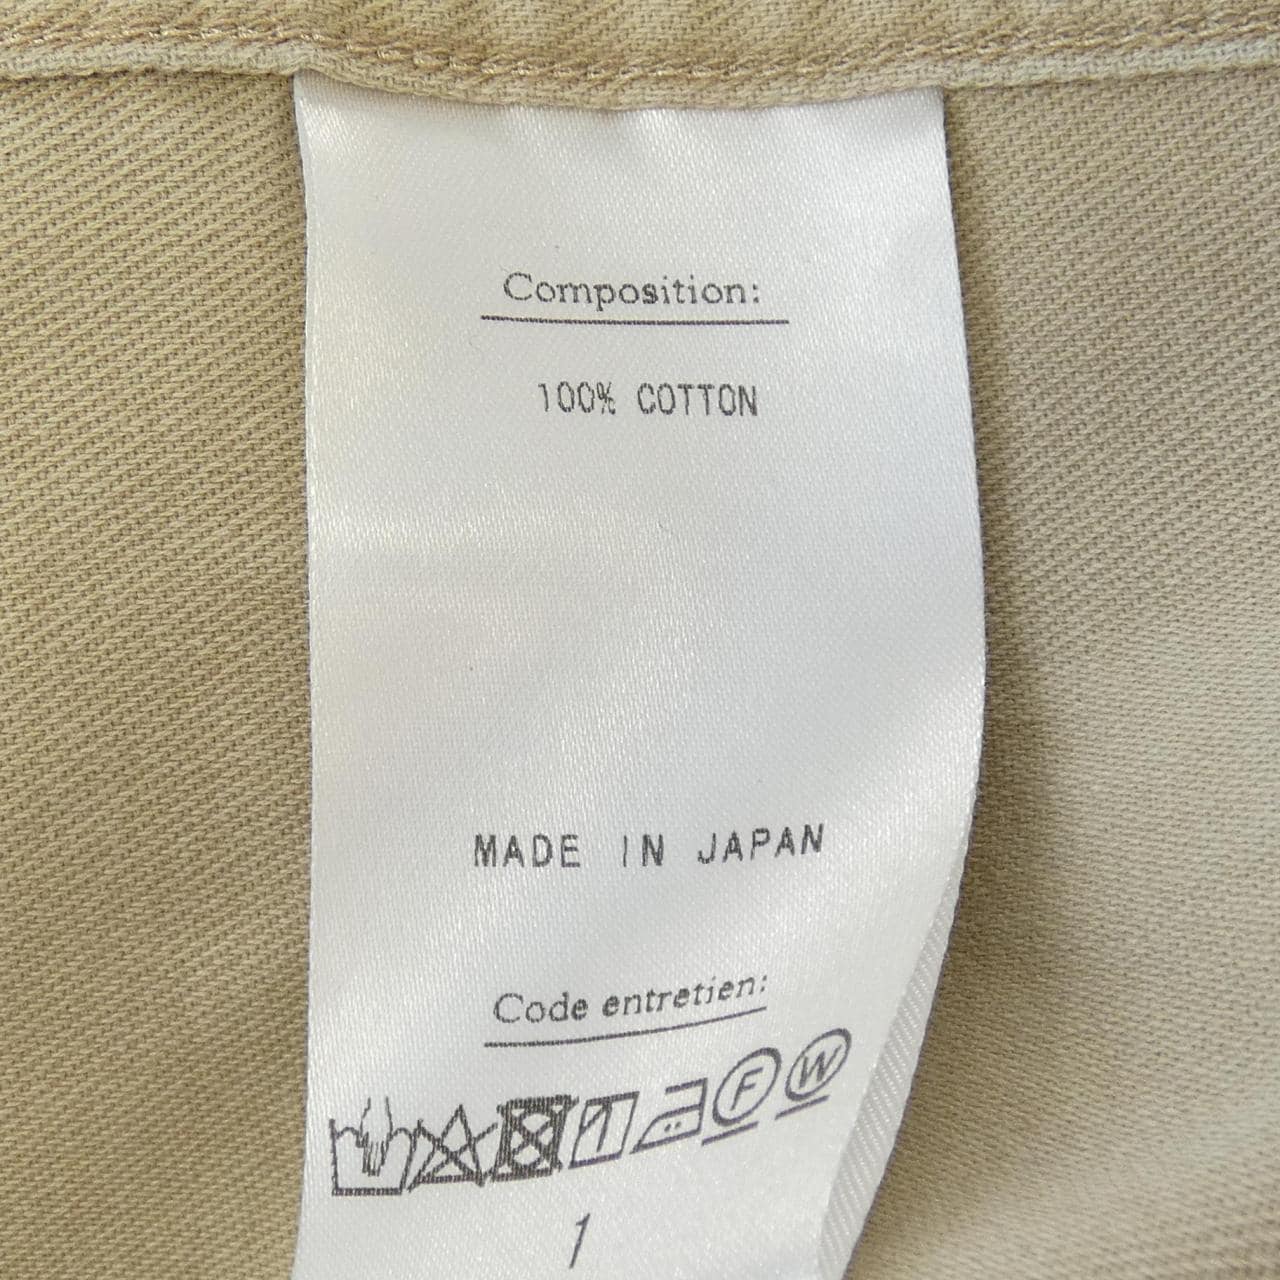 Composition:
100% COTTON
MADE IN JAPAN
Code entretien:
F W
1